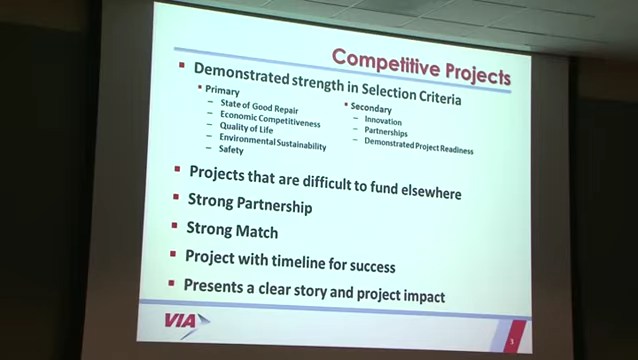 Competitive Projects
Demonstrated strength in Selection Criteria
Primary
– State of Good Repair
– Economic Competitiveness
– Quality of Life
– Environmental Sustainability
– Safety
Secondary
– Innovation
– Partnerships
– Demonstrated Project Readiness
Projects that are difficult to fund elsewhere
Strong Partnership
Strong Match
Project with timeline for success
Presents a clear story and project impact
VIA